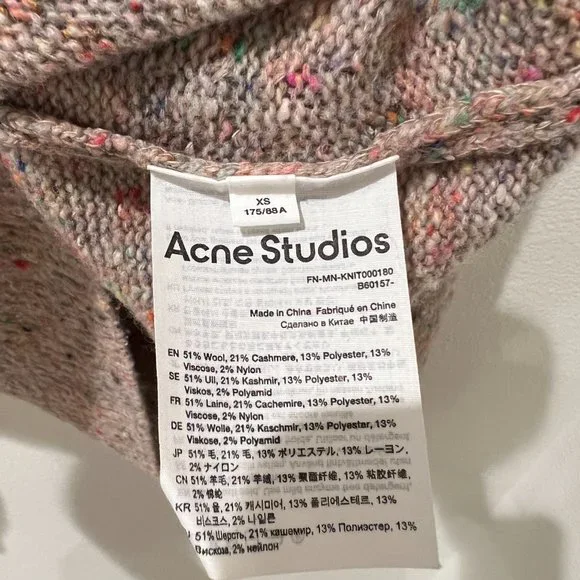 XS
175/88A
Acne Studios
FN-MN-KNIT000180
B60157-
Made in China Fabriqué en Chine
Сделано в Китае 中国制造
EN 51% Wool, 21% Cashmere, 13% Polyester, 13%
Viscose, 2% Nylon
SE 51% Ull, 21% Kashmir, 13% Polyester, 13%
Viskos, 2% Polyamid
FR 51% Laine, 21% Cachemire, 13% Polyester, 13%
Viscose, 2% Nylon
DE 51% Wolle, 21% Kaschmir, 13% Polyester, 13%
Viskose, 2% Polyamid
JP 51% 毛, 21% 毛, 13% ポリエステル, 13% レーヨン,
2% ナイロン
CN 51% 羊毛, 21% 羊绒, 13% 聚酯纤维, 13% 粘胶纤维,
2% 锦纶
KR 51% 울, 21% 캐시미어, 13% 폴리에스테르, 13%
비스코스, 2% 나일론
51% Шерсть, 21% кашемир, 13% Полиэстер, 13%
Вискоза, 2% нейлон